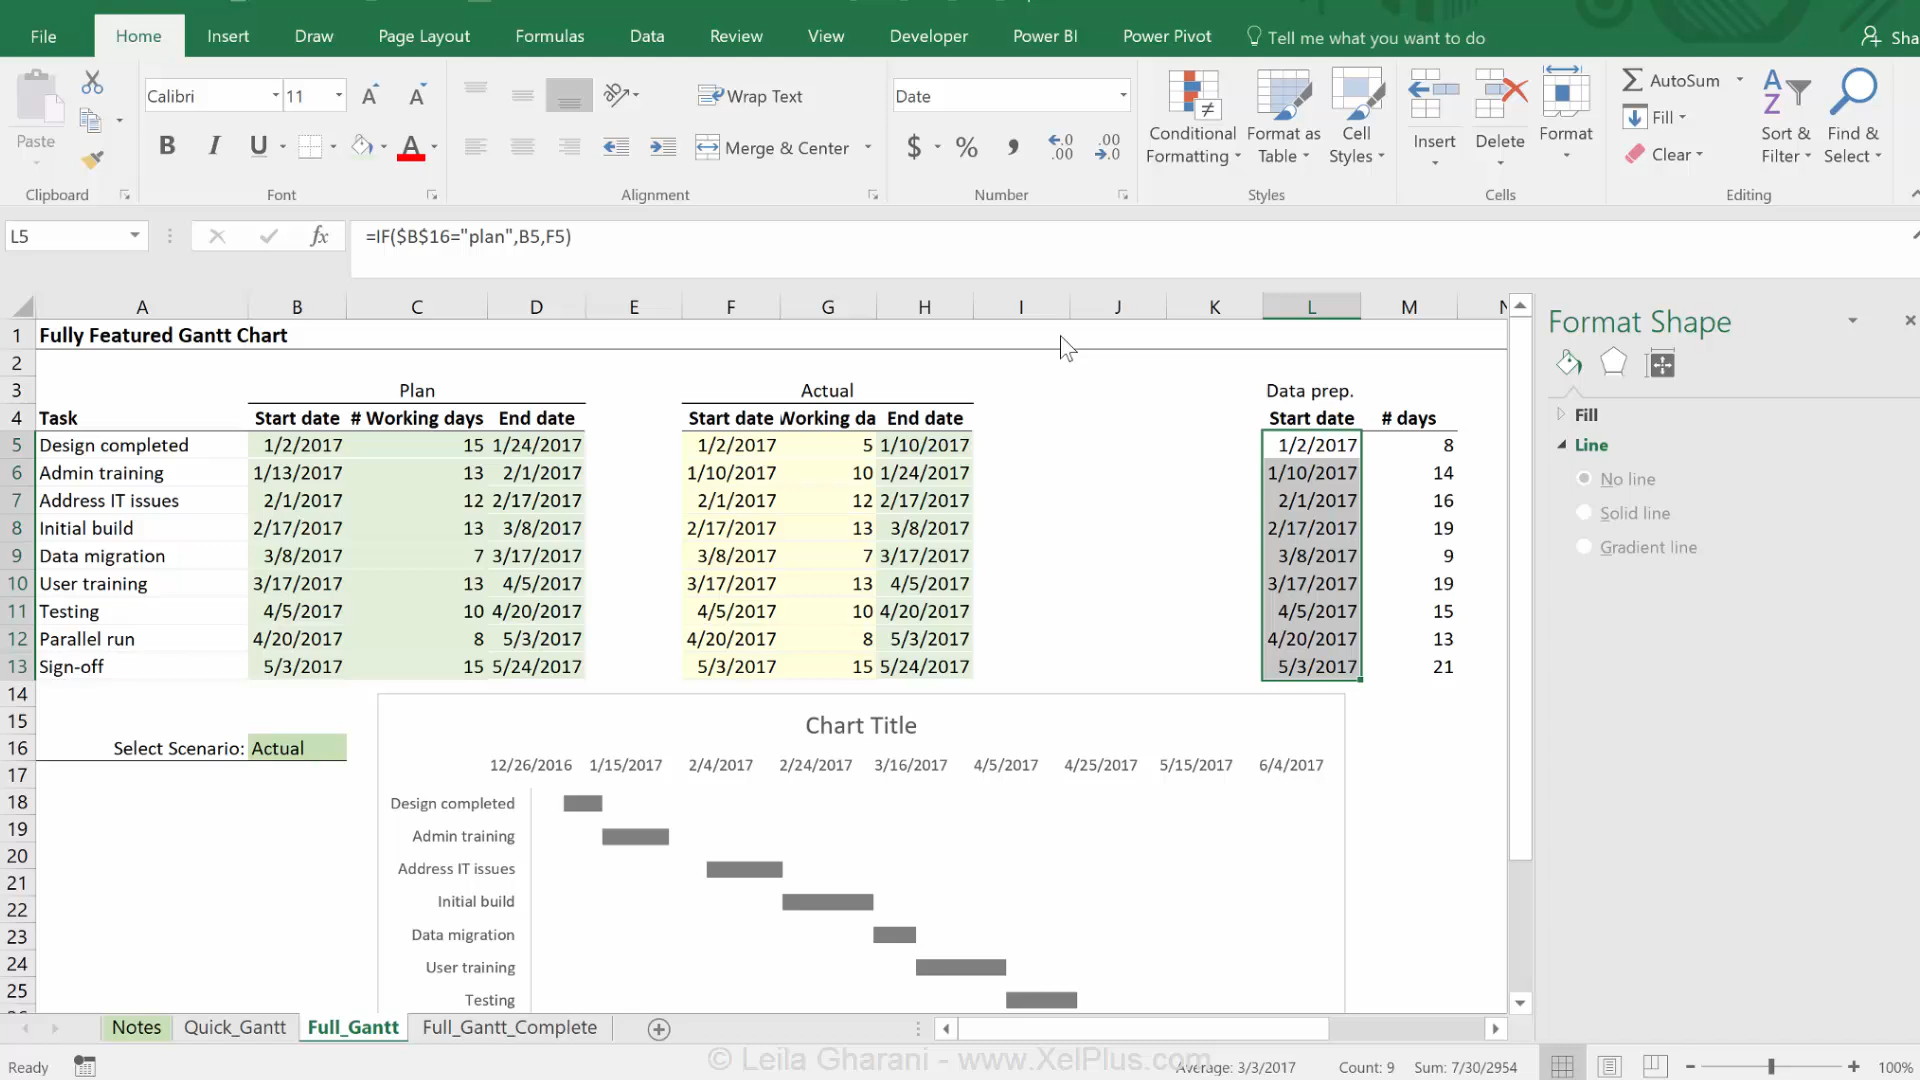 File Home Insert Draw Page Layout Formulas Data Review View Developer Power BI Power Pivot Tell me what you want to do Sha
Paste
Clipboard
Calibri 11
B I U A
Font
Wrap Text
Merge & Center
Alignment
Date
$ % , .00 .00
Number
Conditional Formatting
Format as Table
Cell Styles
Styles
Insert Delete Format
Cells
AutoSum
Fill
Clear
Sort & Filter
Find & Select
Editing
L5 fx =IF($B$16="plan",B5,F5)
A B C D E F G H I J K L M N
1 Fully Featured Gantt Chart
2
3 Plan Actual Data prep.
4 Task Start date # Working days End date Start date Working da End date Start date # days
5 Design completed 1/2/2017 15 1/24/2017 1/2/2017 5 1/10/2017 1/2/2017 8
6 Admin training 1/13/2017 13 2/1/2017 1/10/2017 10 1/24/2017 1/10/2017 14
7 Address IT issues 2/1/2017 12 2/17/2017 2/1/2017 12 2/17/2017 2/1/2017 16
8 Initial build 2/17/2017 13 3/8/2017 2/17/2017 13 3/8/2017 2/17/2017 19
9 Data migration 3/8/2017 7 3/17/2017 3/8/2017 7 3/17/2017 3/8/2017 9
10 User training 3/17/2017 13 4/5/2017 3/17/2017 13 4/5/2017 3/17/2017 19
11 Testing 4/5/2017 10 4/20/2017 4/5/2017 10 4/20/2017 4/5/2017 15
12 Parallel run 4/20/2017 8 5/3/2017 4/20/2017 8 5/3/2017 4/20/2017 13
13 Sign-off 5/3/2017 15 5/24/2017 5/3/2017 15 5/24/2017 5/3/2017 21
14
15
16 Select Scenario: Actual
17
18
19
20
21
22
23
24
25
Chart Title
12/26/2016 1/15/2017 2/4/2017 2/24/2017 3/16/2017 4/5/2017 4/25/2017 5/15/2017 6/4/2017
Design completed
Admin training
Address IT issues
Initial build
Data migration
User training
Testing
Format Shape
Fill
Line
No line
Solid line
Gradient line
Notes Quick_Gantt Full_Gantt Full_Gantt_Complete
© Leila Gharani - www.XelPlus.com
Ready Average: 3/3/2017 Count: 9 Sum: 7/30/2954 100%